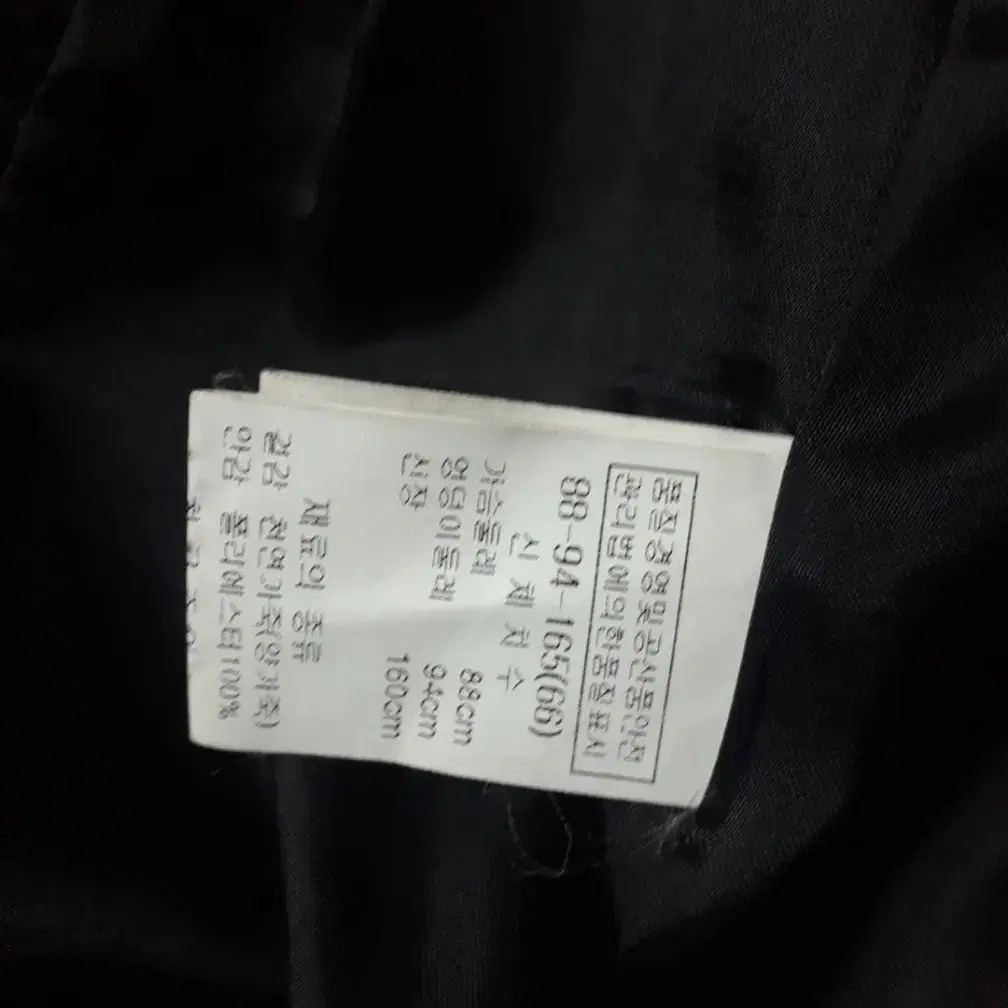 품질경영및공산품안전
관리법에의한품질표시
88-94-165(66)
신 체 치 수
가슴둘레 88cm
엉덩이둘레 94cm
신장 160cm
재료의 종류
겉감 천연가죽(양가죽)
안감 폴리에스터100%